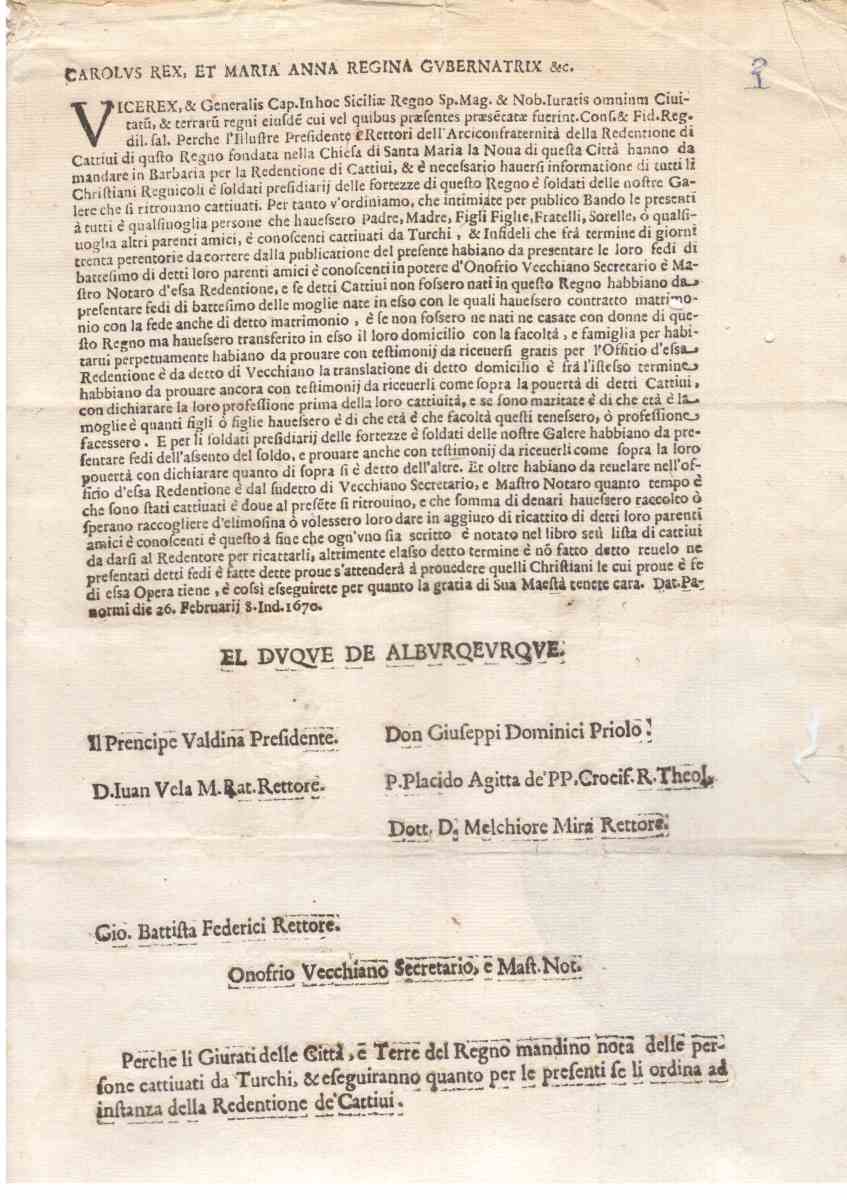 CAROLVS REX, ET MARIA ANNA REGINA GVBERNATRIX &c.
VICEREX, & Generalis Cap. In hoc Siciliæ Regno Sp. Mag. & Nob. Iuratis omnium Ciui-
tatũ, & terrarũ regni eiusdẽ cui vel quibus præsentes præsẽtatæ fuerint. Cons. & Fid. Reg.
dil. sal. Perche l'Illustre Presidente è Rettori dell'Arciconfraternità della Redentione di
Cattiui di qusto Regno fondata nella Chiesa di Santa Maria la Noua di questa Città hanno da
mandare in Barbaria per la Redentione di Cattiui, & è necessario hauersi informatione di tutti li
Christiani Regnicoli è soldati presidiarij delle fortezze di questo Regno è soldati delle nostre Ga-
lere che si ritrouano cattiuati. Per tanto v'ordiniamo, che intimiate per publico Bando le presenti
à tutti è qualsiuoglia persone che hauessero Padre, Madre, Figli Figlie, Fratelli, Sorelle, ò qualsi-
uoglia altri parenti amici, è conoscenti cattiuati da Turchi, & Infideli che frà termine di giorni
trenta perentorie da correre dalla publicatione del presente habiano da presentare le loro fedi di
battesimo di detti loro parenti amici è conoscenti in potere d'Onofrio Vecchiano Secretario è Ma-
stro Notaro d'essa Redentione, e se detti Cattiui non fossero nati in questo Regno habbiano da
presentare fedi di battesimo delle moglie nate in esso con le quali hauessero contratto matrimo-
nio con la fede anche di detto matrimonio, è se non fossero ne nati ne casate con donne di que-
sto Regno ma hauessero transferito in esso il loro domicilio con la facoltà, e famiglia per habi-
tarui perpetuamente habiano da prouare con testimonij da riceuersi gratis per l'Offitio d'essa
Redentione è da detto di Vecchiano la translatione di detto domicilio è frà l'istesso termine
habbiano da prouare ancora con testimonij da riceuerli come sopra la pouertà di detti Cattiui,
con dichiarare la loro professione prima della loro cattiuità, e se sono maritate è di che età è la
moglie è quanti figli ò figlie hauessero è di che età è che facoltà questi tenessero, ò professione
facessero. E per li soldati presidiarij delle fortezze è soldati delle nostre Galere habbiano da pre-
sentare fedi dell'assento del soldo, e prouare anche con testimonij da riceuerli come sopra la loro
pouertà con dichiarare quanto di sopra si è detto dell'altre. Et oltre habiano da reuelare nell'of-
ficio d'essa Redentione è dal sudetto di Vecchiano Secretario, e Mastro Notaro quanto tempo è
che sono stati cattiuati è doue al presẽte si ritrouino, e che somma di denari hauessero raccolto ò
sperano raccogliere d'elimosina ò volessero loro dare in aggiuto di ricattito di detti loro parenti
amici è conoscenti è questo à fine che ogn'vno sia scritto è notato nel libro seù lista di cattiui
da darsi al Redentore per ricattarli, altrimente elasso detto termine è nõ fatto detto reuelo ne
presentati detti fedi è fatte dette proue s'attenderà à prouedere quelli Christiani le cui proue è fe
di essa Opera tiene, è così esseguirete per quanto la gratia di Sua Maestà tenete cara. Dat. Pa-
normi die 26. Februarij 8. Ind. 1670.
EL DVQVE DE ALBVRQEVRQVE.
Il Prencipe Valdina Presidente. Don Giuseppi Dominici Priolo.
D. Iuan Vela M. Rat. Rettore. P. Placido Agitta de' PP. Crocif. R. Theol.
Dott. D. Melchiore Mira Rettore.
Gio. Battista Federici Rettore.
Onofrio Vecchiano Secretario, è Mast. Not.
Perche li Giurati delle Città, è Terre del Regno mandino nota delle per-
sone cattiuati da Turchi, & eseguiranno quanto per le presenti se li ordina ad
instanza della Redentione de' Cattiui.